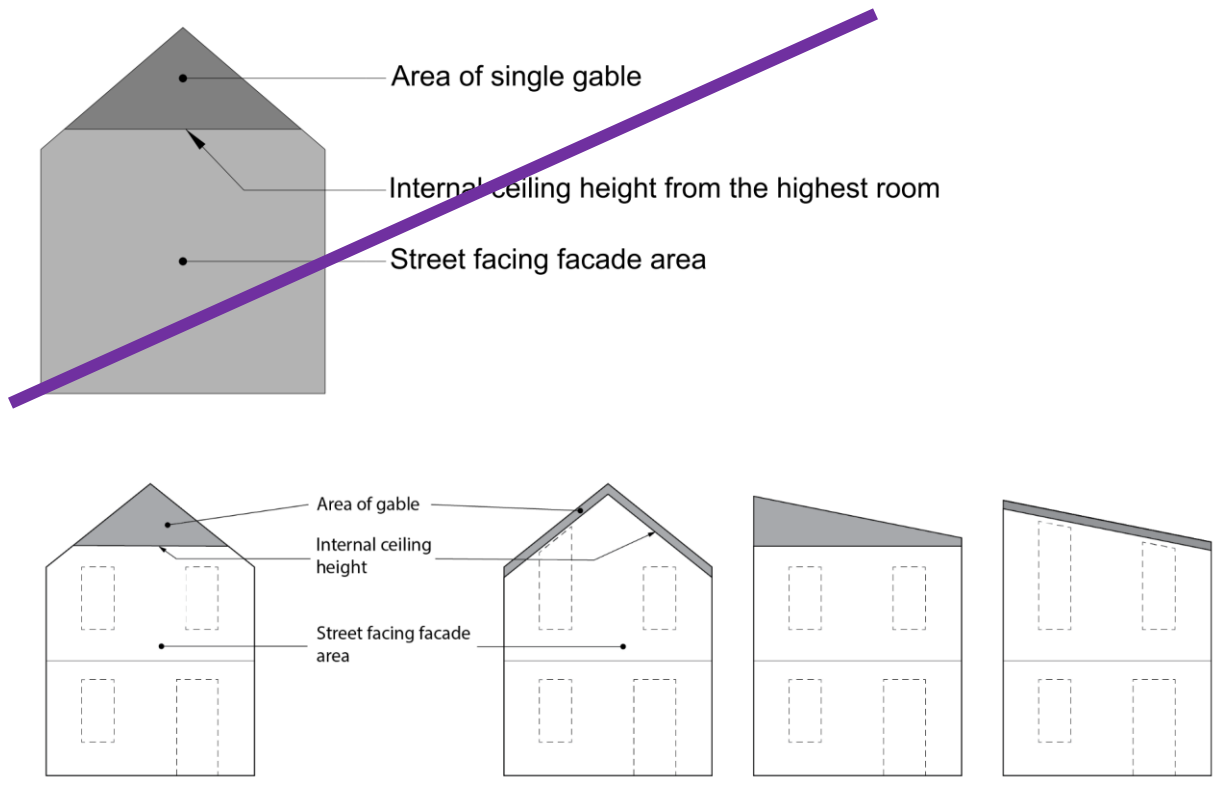 Area of single gable
Internal ceiling height from the highest room
Street facing facade area
Area of gable
Internal ceiling
height
Street facing facade
area